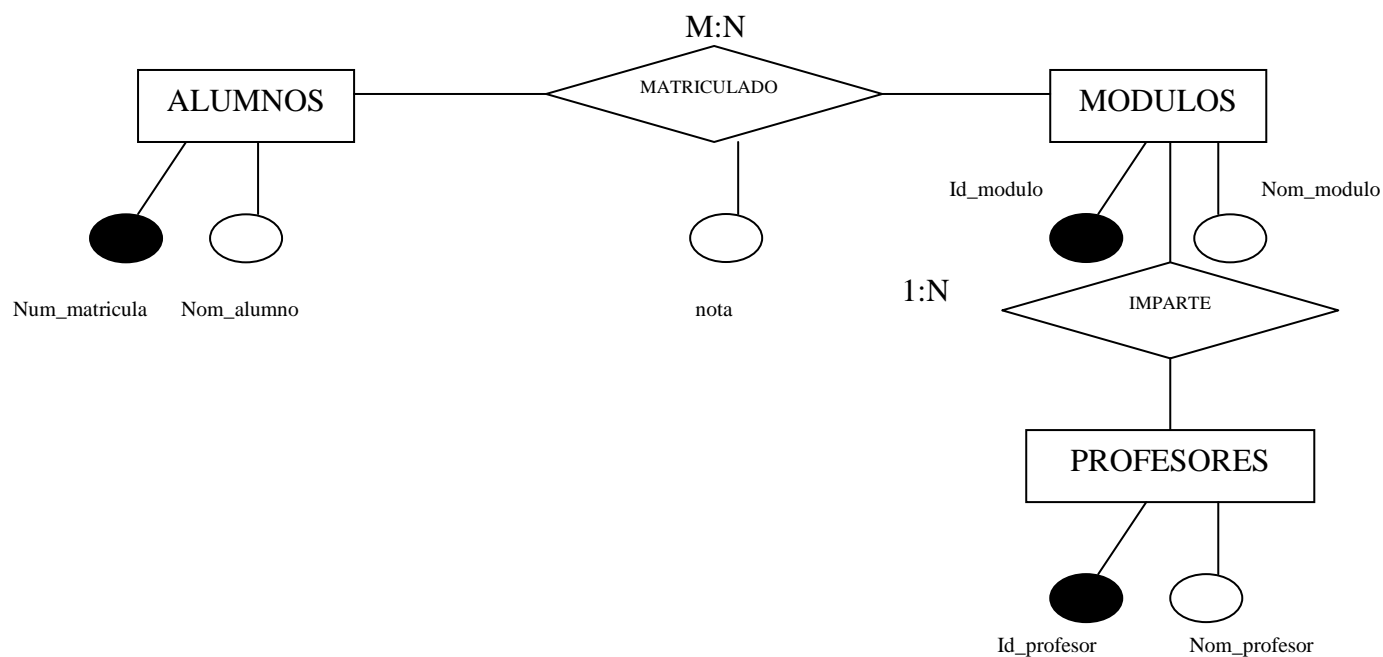 M:N
ALUMNOS
MATRICULADO
MODULOS
Id_modulo
Nom_modulo
Num_matricula
Nom_alumno
nota
1:N
IMPARTE
PROFESORES
Id_profesor
Nom_profesor